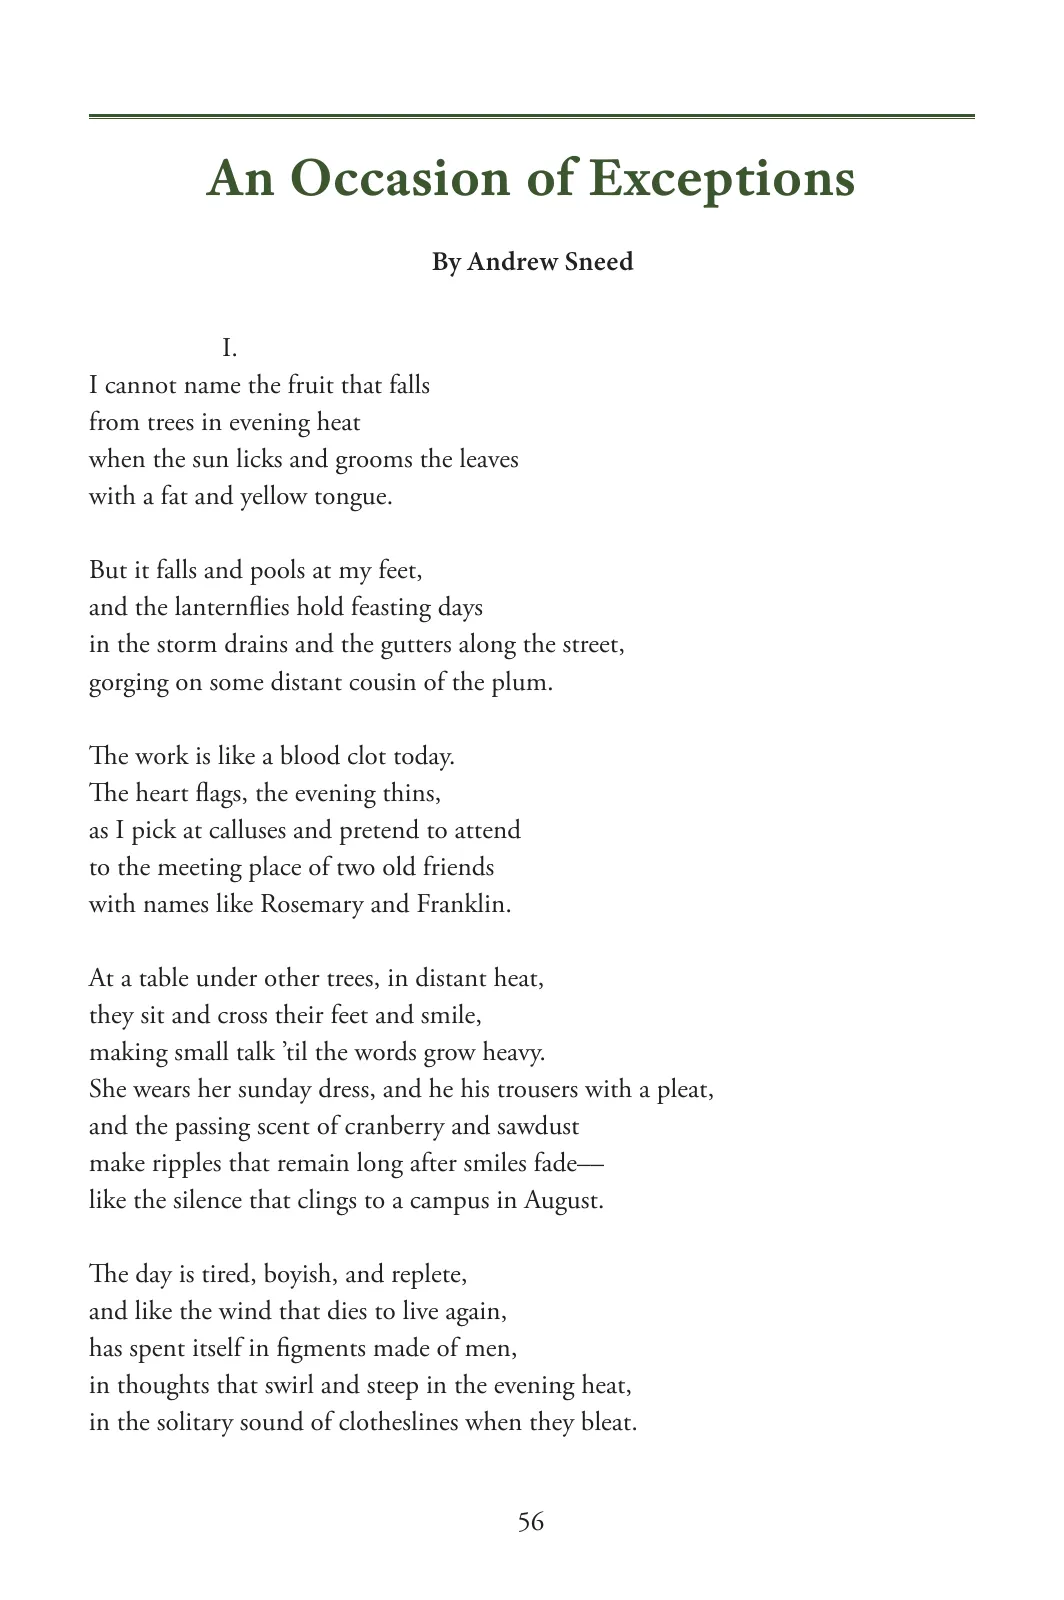 An Occasion of Exceptions
By Andrew Sneed
I.
I cannot name the fruit that falls
from trees in evening heat
when the sun licks and grooms the leaves
with a fat and yellow tongue.
But it falls and pools at my feet,
and the lanternflies hold feasting days
in the storm drains and the gutters along the street,
gorging on some distant cousin of the plum.
The work is like a blood clot today.
The heart flags, the evening thins,
as I pick at calluses and pretend to attend
to the meeting place of two old friends
with names like Rosemary and Franklin.
At a table under other trees, in distant heat,
they sit and cross their feet and smile,
making small talk ’til the words grow heavy.
She wears her sunday dress, and he his trousers with a pleat,
and the passing scent of cranberry and sawdust
make ripples that remain long after smiles fade—
like the silence that clings to a campus in August.
The day is tired, boyish, and replete,
and like the wind that dies to live again,
has spent itself in figments made of men,
in thoughts that swirl and steep in the evening heat,
in the solitary sound of clotheslines when they bleat.
56